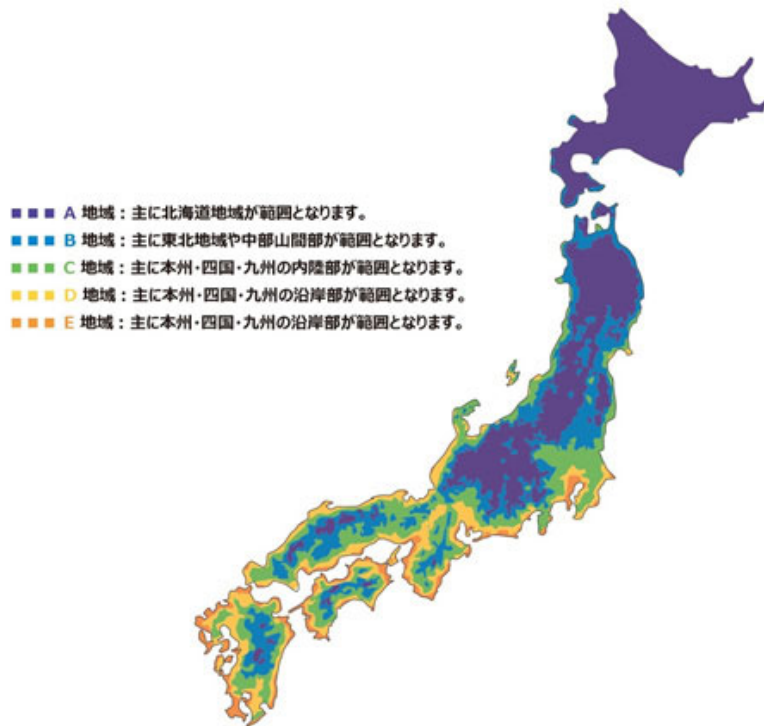 A 地域：主に北海道地域が範囲となります。
B 地域：主に東北地域や中部山間部が範囲となります。
C 地域：主に本州・四国・九州の内陸部が範囲となります。
D 地域：主に本州・四国・九州の沿岸部が範囲となります。
E 地域：主に本州・四国・九州の沿岸部が範囲となります。